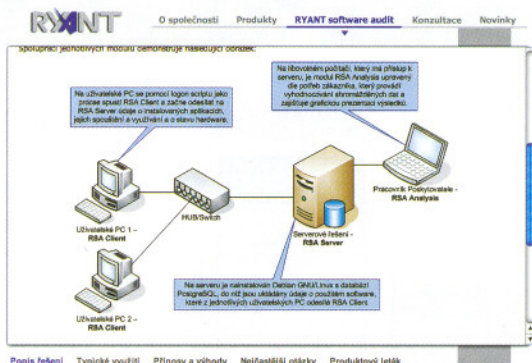 RYANT
O společnosti Produkty RYANT software audit Konzultace Novinky
Spolupráci jednotlivých modulů demonstruje následující obrázek:
Na uživatelské PC se pomocí logon scriptu jako
proces spustí RSA Client a začne odesílat na
RSA Server údaje o instalovaných aplikacích,
jejich spouštění a využívání a o stavu hardware.
Na libovolném počítači, který má přístup k
serveru, je modul RSA Analysis upravený
dle potřeb zákazníka, který provádí
vyhodnocování shromážděných dat a
zajišťuje grafickou prezentaci výsledků.
Uživatelské PC 1 –
RSA Client
HUB/Switch
Serverové řešení -
RSA Server
Pracovník Poskytovatele -
RSA Analysis
Na serveru je nainstalován Debian GNU/Linux s databází
PostgreSQL, do níž jsou ukládány údaje o použitém software,
které z jednotlivých uživatelských PC odesílá RSA Client
Uživatelské PC 2 –
RSA Client
Popis řešení Typické využití Přínosy a výhody Nejčastější otázky Produktový leták